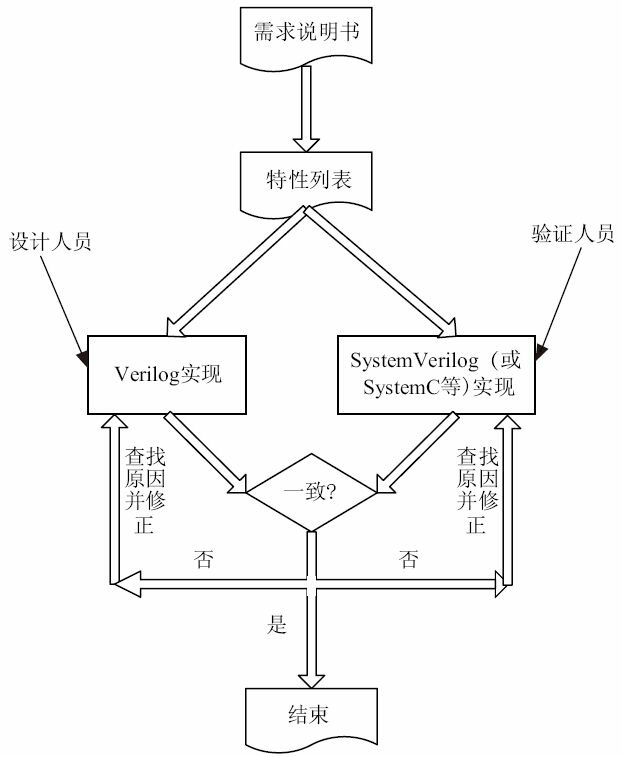 需求说明书
特性列表
设计人员
验证人员
Verilog实现
SystemVerilog（或
SystemC等）实现
一致?
查找
原因
并修
正
查找
原因
并修
正
否
否
是
结束